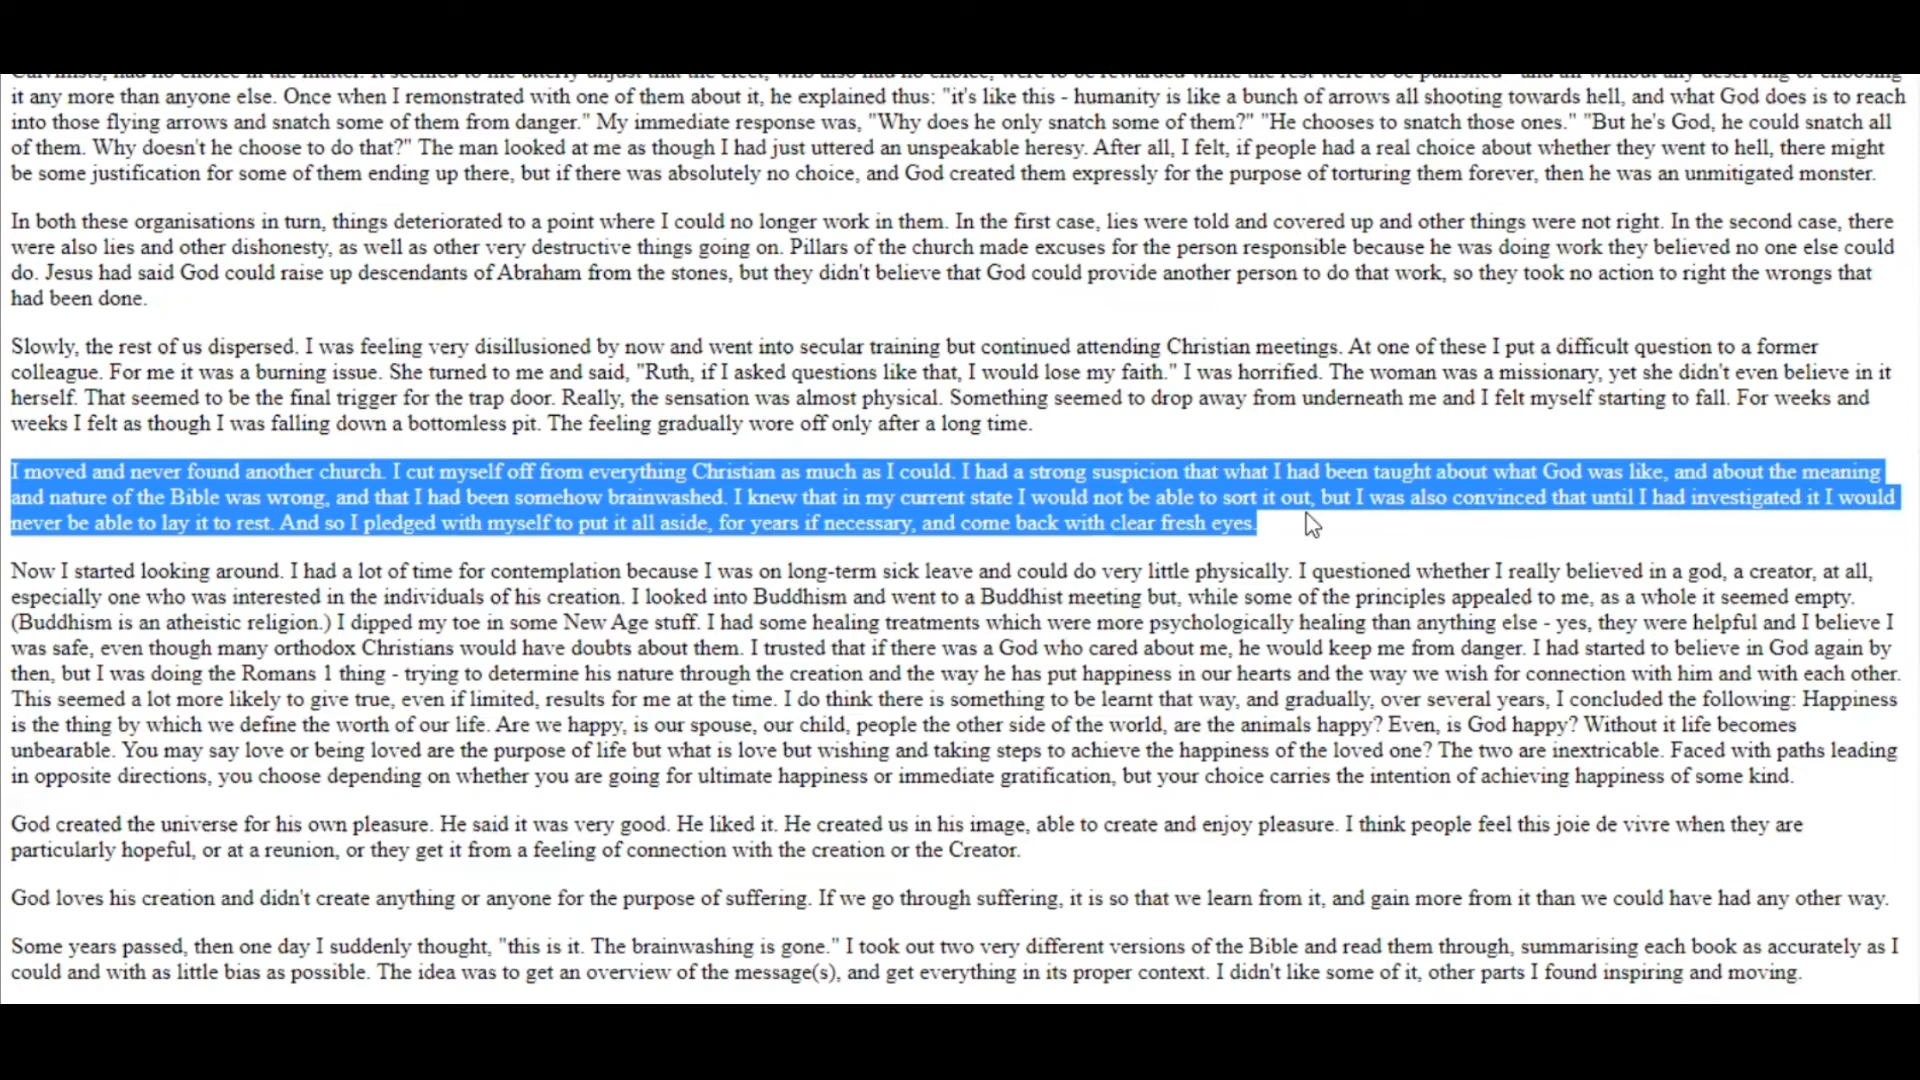 it any more than anyone else. Once when I remonstrated with one of them about it, he explained thus: "it's like this - humanity is like a bunch of arrows all shooting towards hell, and what God does is to reach
into those flying arrows and snatch some of them from danger." My immediate response was, "Why does he only snatch some of them?" "He chooses to snatch those ones." "But he's God, he could snatch all
of them. Why doesn't he choose to do that?" The man looked at me as though I had just uttered an unspeakable heresy. After all, I felt, if people had a real choice about whether they went to hell, there might
be some justification for some of them ending up there, but if there was absolutely no choice, and God created them expressly for the purpose of torturing them forever, then he was an unmitigated monster.
In both these organisations in turn, things deteriorated to a point where I could no longer work in them. In the first case, lies were told and covered up and other things were not right. In the second case, there
were also lies and other dishonesty, as well as other very destructive things going on. Pillars of the church made excuses for the person responsible because he was doing work they believed no one else could
do. Jesus had said God could raise up descendants of Abraham from the stones, but they didn't believe that God could provide another person to do that work, so they took no action to right the wrongs that
had been done.
Slowly, the rest of us dispersed. I was feeling very disillusioned by now and went into secular training but continued attending Christian meetings. At one of these I put a difficult question to a former
colleague. For me it was a burning issue. She turned to me and said, "Ruth, if I asked questions like that, I would lose my faith." I was horrified. The woman was a missionary, yet she didn't even believe in it
herself. That seemed to be the final trigger for the trap door. Really, the sensation was almost physical. Something seemed to drop away from underneath me and I felt myself starting to fall. For weeks and
weeks I felt as though I was falling down a bottomless pit. The feeling gradually wore off only after a long time.
I moved and never found another church. I cut myself off from everything Christian as much as I could. I had a strong suspicion that what I had been taught about what God was like, and about the meaning
and nature of the Bible was wrong, and that I had been somehow brainwashed. I knew that in my current state I would not be able to sort it out, but I was also convinced that until I had investigated it I would
never be able to lay it to rest. And so I pledged with myself to put it all aside, for years if necessary, and come back with clear fresh eyes.
Now I started looking around. I had a lot of time for contemplation because I was on long-term sick leave and could do very little physically. I questioned whether I really believed in a god, a creator, at all,
especially one who was interested in the individuals of his creation. I looked into Buddhism and went to a Buddhist meeting but, while some of the principles appealed to me, as a whole it seemed empty.
(Buddhism is an atheistic religion.) I dipped my toe in some New Age stuff. I had some healing treatments which were more psychologically healing than anything else - yes, they were helpful and I believe I
was safe, even though many orthodox Christians would have doubts about them. I trusted that if there was a God who cared about me, he would keep me from danger. I had started to believe in God again by
then, but I was doing the Romans 1 thing - trying to determine his nature through the creation and the way he has put happiness in our hearts and the way we wish for connection with him and with each other.
This seemed a lot more likely to give true, even if limited, results for me at the time. I do think there is something to be learnt that way, and gradually, over several years, I concluded the following: Happiness
is the thing by which we define the worth of our life. Are we happy, is our spouse, our child, people the other side of the world, are the animals happy? Even, is God happy? Without it life becomes
unbearable. You may say love or being loved are the purpose of life but what is love but wishing and taking steps to achieve the happiness of the loved one? The two are inextricable. Faced with paths leading
in opposite directions, you choose depending on whether you are going for ultimate happiness or immediate gratification, but your choice carries the intention of achieving happiness of some kind.
God created the universe for his own pleasure. He said it was very good. He liked it. He created us in his image, able to create and enjoy pleasure. I think people feel this joie de vivre when they are
particularly hopeful, or at a reunion, or they get it from a feeling of connection with the creation or the Creator.
God loves his creation and didn't create anything or anyone for the purpose of suffering. If we go through suffering, it is so that we learn from it, and gain more from it than we could have had any other way.
Some years passed, then one day I suddenly thought, "this is it. The brainwashing is gone." I took out two very different versions of the Bible and read them through, summarising each book as accurately as I
could and with as little bias as possible. The idea was to get an overview of the message(s), and get everything in its proper context. I didn't like some of it, other parts I found inspiring and moving.